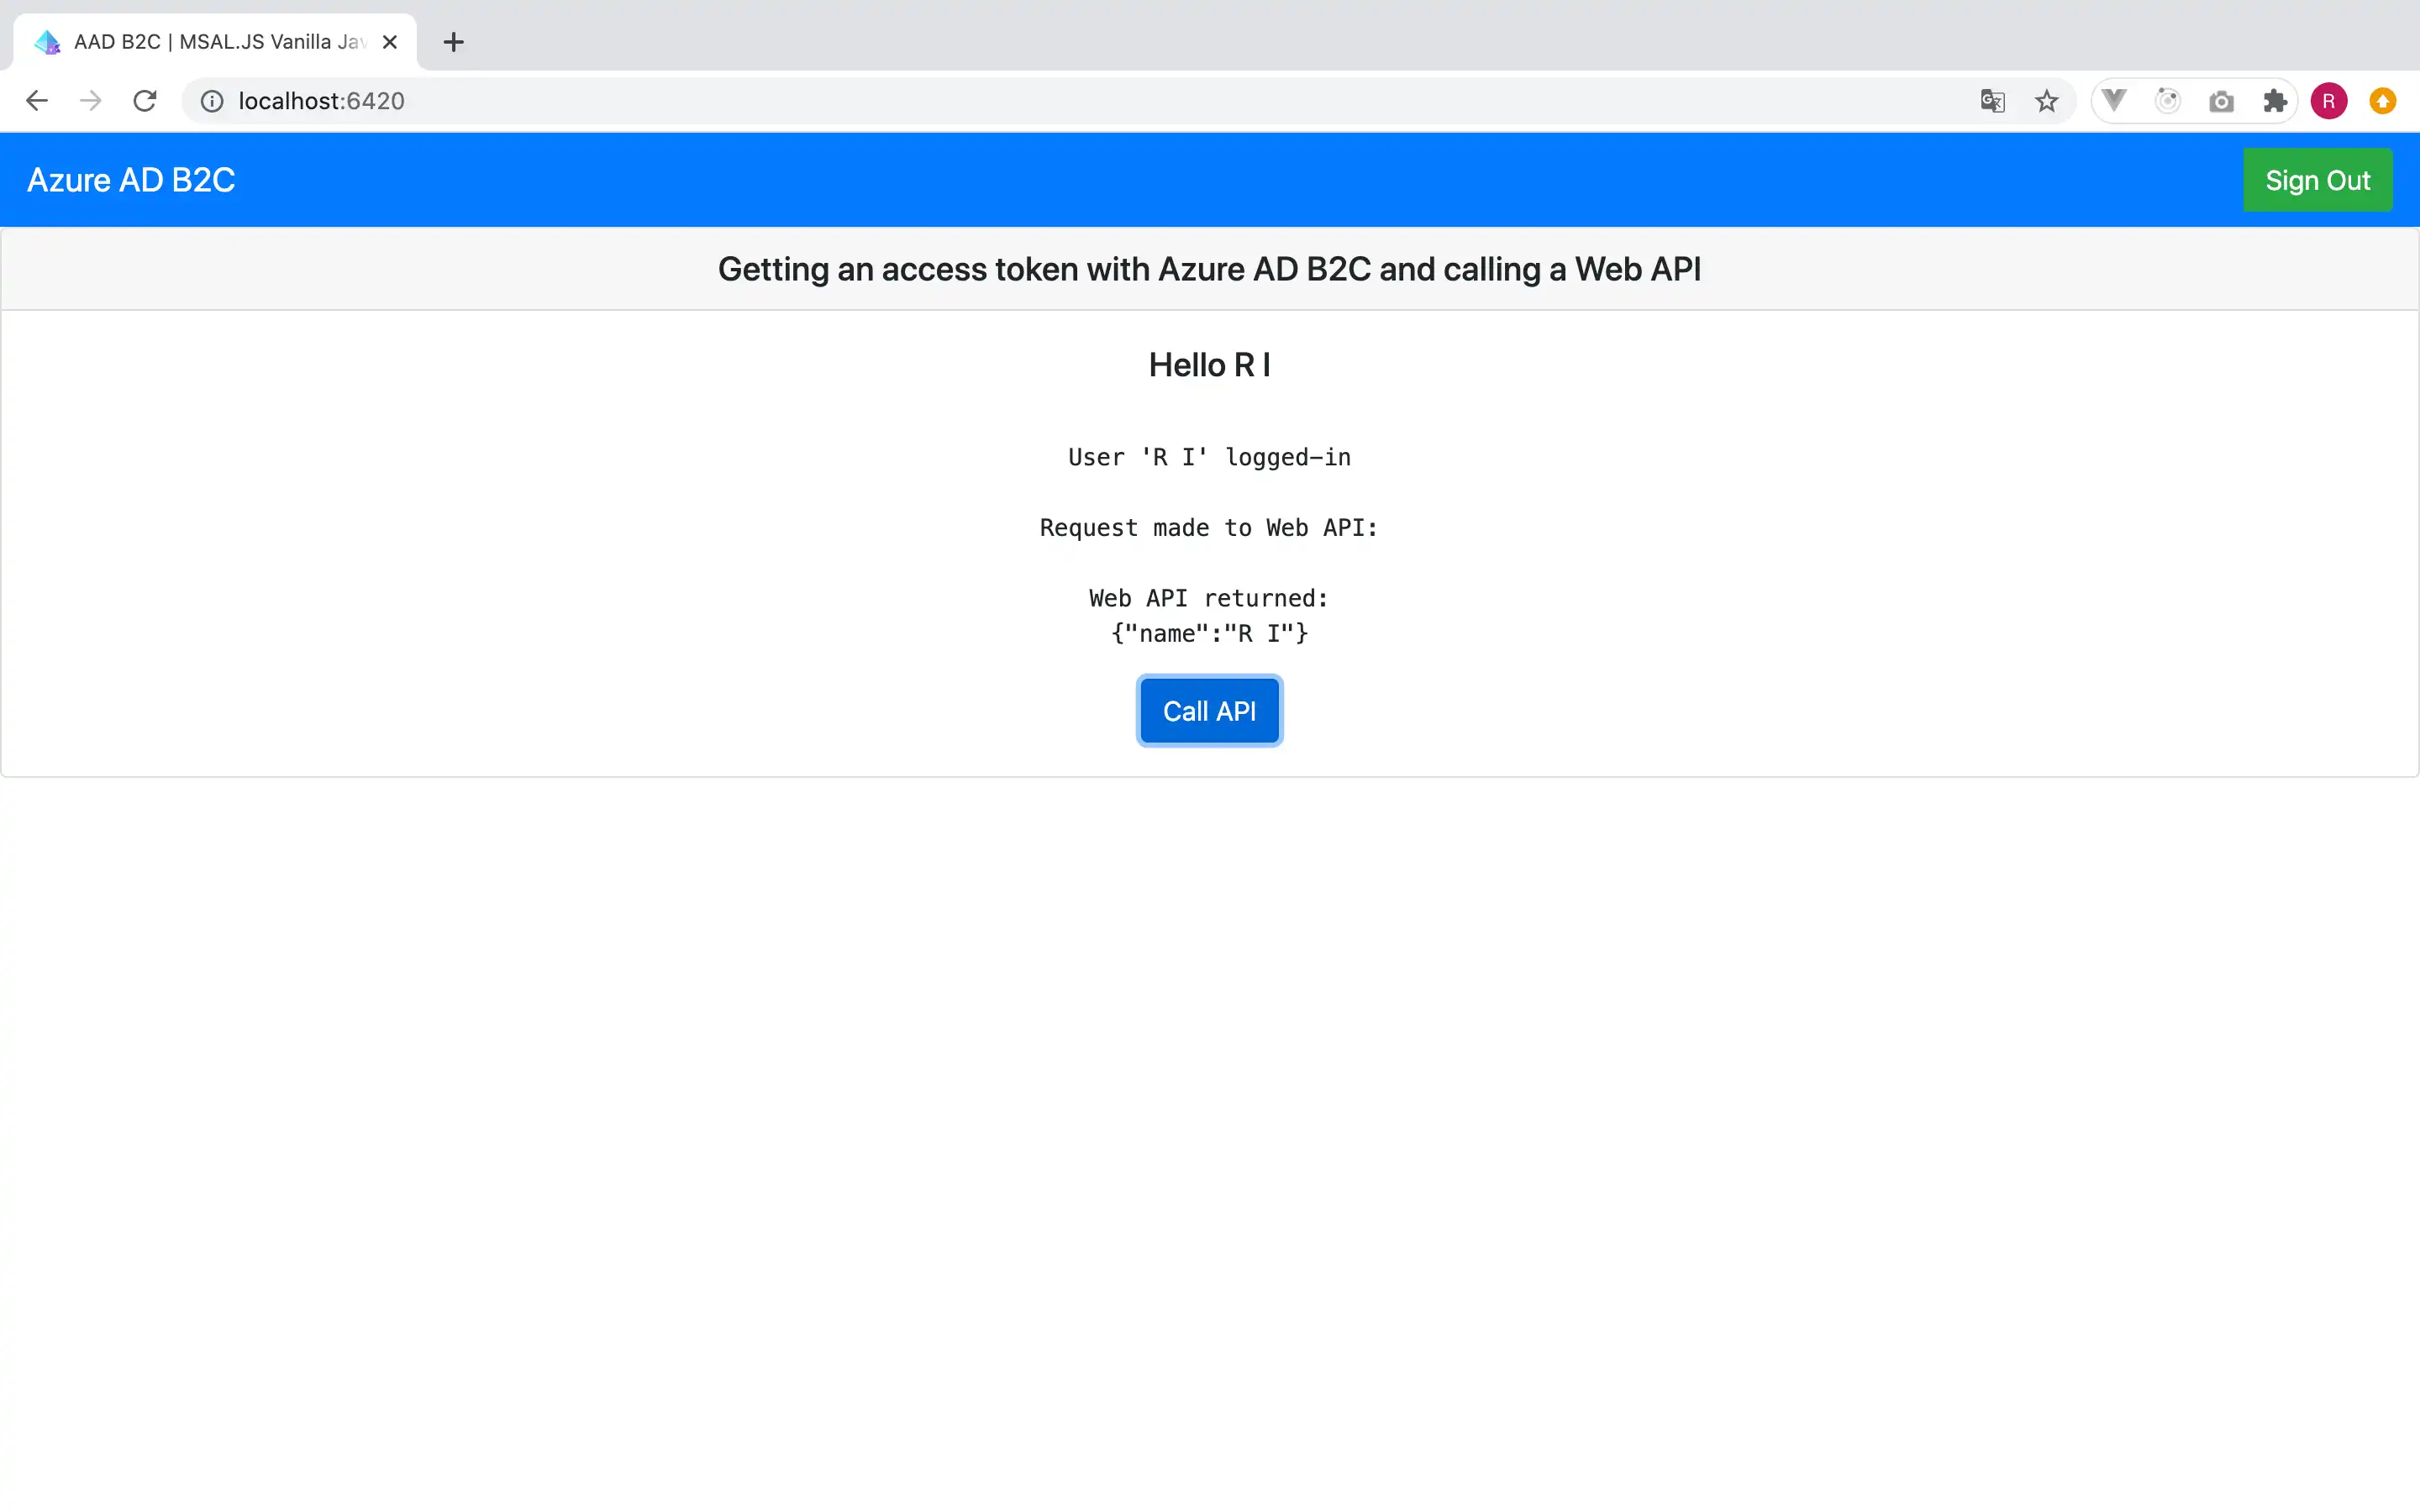 AAD B2C | MSAL.JS Vanilla Jav
localhost:6420
R
Azure AD B2C
Sign Out
Getting an access token with Azure AD B2C and calling a Web API
Hello R I
User 'R I' logged-in
Request made to Web API:
Web API returned:
{"name":"R I"}
Call API